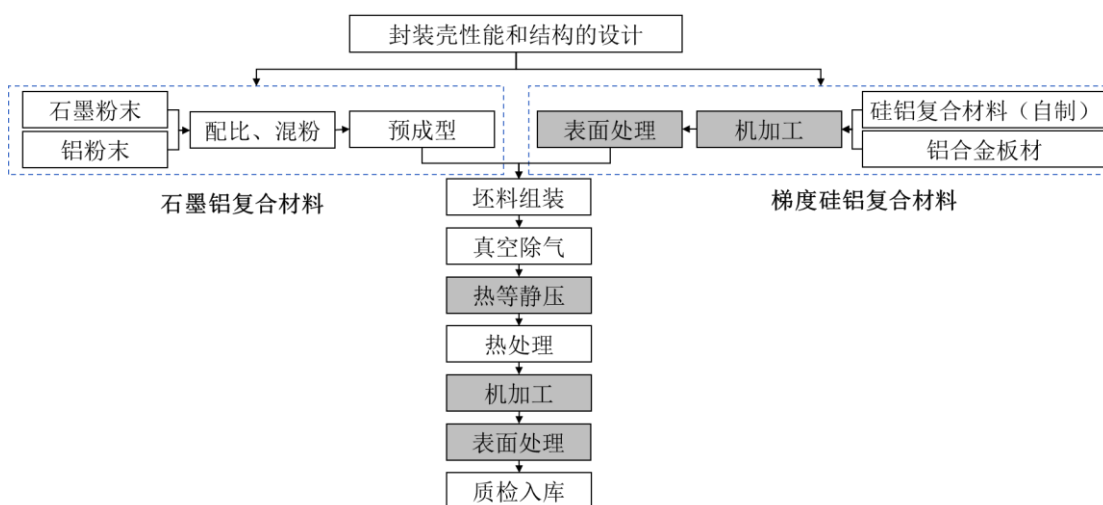 封装壳性能和结构的设计
石墨粉末
铝粉末
配比、混粉
预成型
表面处理
机加工
硅铝复合材料（自制）
铝合金板材
石墨铝复合材料
梯度硅铝复合材料
坯料组装
真空除气
热等静压
热处理
机加工
表面处理
质检入库